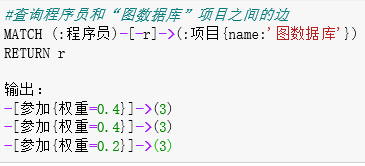 #查询程序员和“图数据库”项目之间的边
MATCH (:程序员)-[-r]->(:项目{name:'图数据库'})
RETURN r
输出:
-[参加{权重=0.4}]->(3)
-[参加{权重=0.4}]->(3)
-[参加{权重=0.2}]->(3)